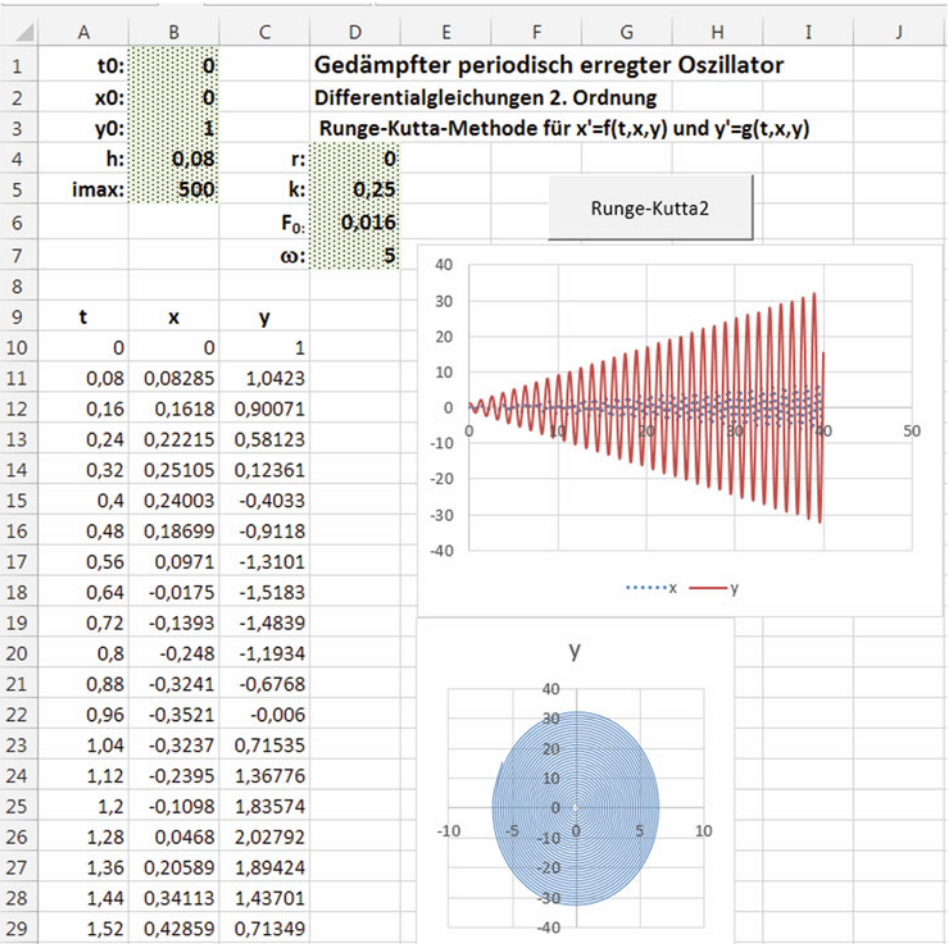 A B C D E F G H I J
1 t0: 0 Gedämpfter periodisch erregter Oszillator
2 x0: 0 Differentialgleichungen 2. Ordnung
3 y0: 1 Runge-Kutta-Methode für x'=f(t,x,y) und y'=g(t,x,y)
4 h: 0,08 r: 0
5 imax: 500 k: 0,25
6 F0: 0,016
7 ω: 5
Runge-Kutta2
8
9 t x y
10 0 0 1
11 0,08 0,08285 1,0423
12 0,16 0,1618 0,90071
13 0,24 0,22215 0,58123
14 0,32 0,25105 0,12361
15 0,4 0,24003 -0,4033
16 0,48 0,18699 -0,9118
17 0,56 0,0971 -1,3101
18 0,64 -0,0175 -1,5183
19 0,72 -0,1393 -1,4839
20 0,8 -0,248 -1,1934
21 0,88 -0,3241 -0,6768
22 0,96 -0,3521 -0,006
23 1,04 -0,3237 0,71535
24 1,12 -0,2395 1,36776
25 1,2 -0,1098 1,83574
26 1,28 0,0468 2,02792
27 1,36 0,20589 1,89424
28 1,44 0,34113 1,43701
29 1,52 0,42859 0,71349
40
30
20
10
0
-10
-20
-30
-40
0 10 20 30 40 50
x y
y
40
30
20
10
0
-10
-20
-30
-40
-10 -5 0 5 10